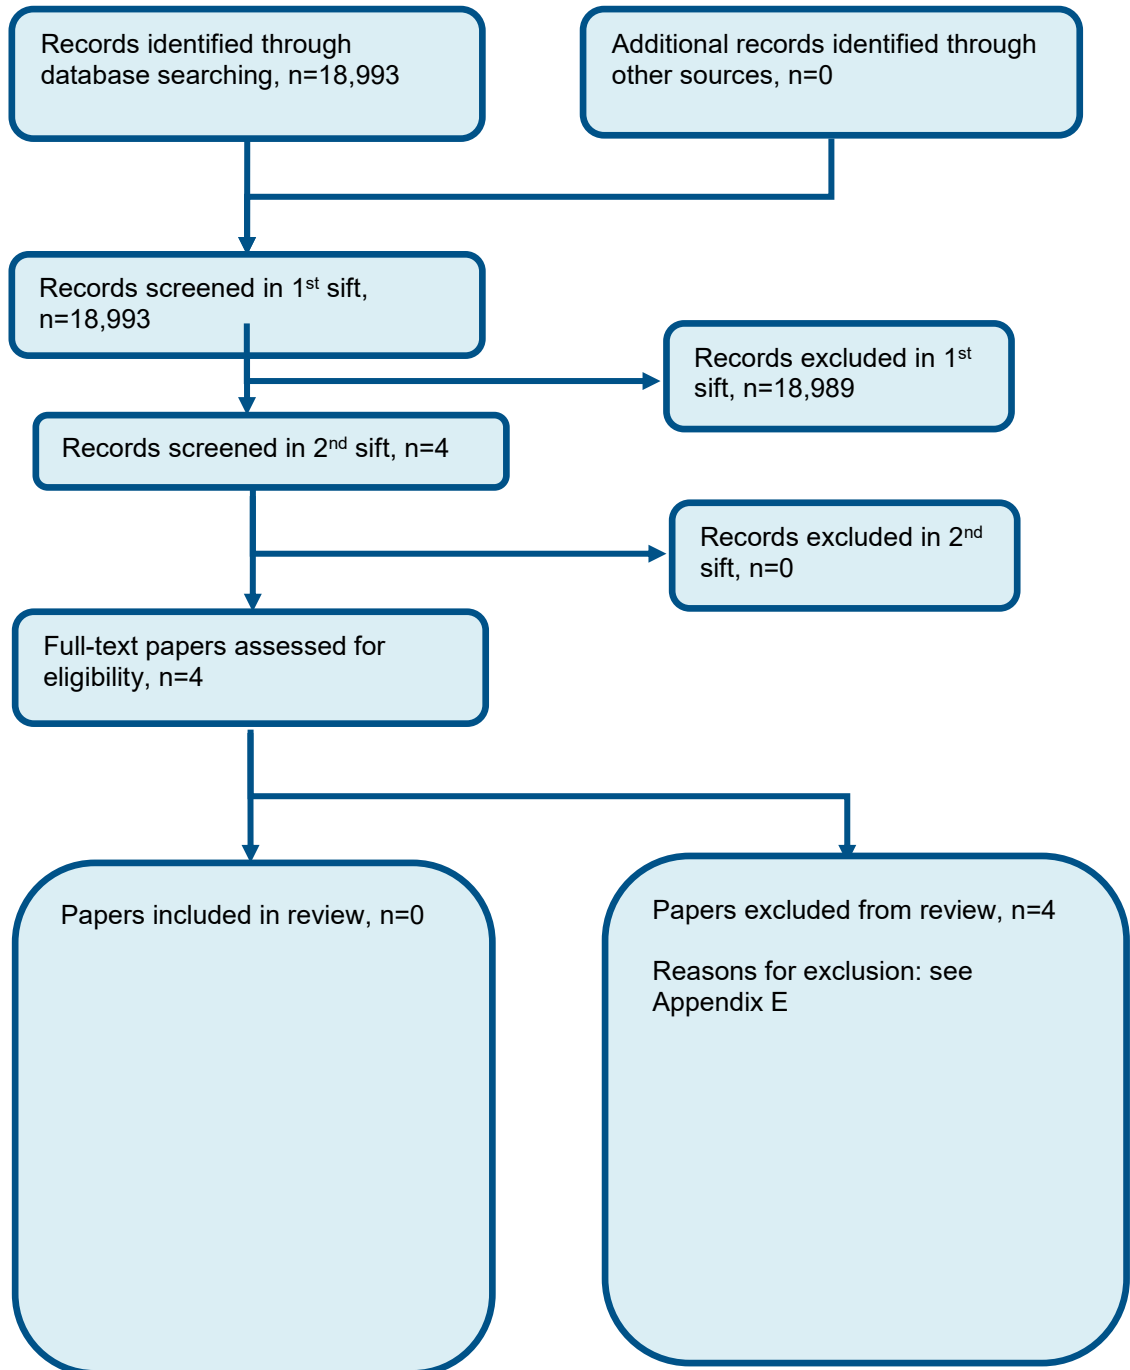 Records identified through
database searching, n=18,993
Additional records identified through
other sources, n=0
Records screened in 1st sift,
n=18,993
Records excluded in 1st
sift, n=18,989
Records screened in 2nd sift, n=4
Records excluded in 2nd
sift, n=0
Full-text papers assessed for
eligibility, n=4
Papers included in review, n=0
Papers excluded from review, n=4
Reasons for exclusion: see
Appendix E